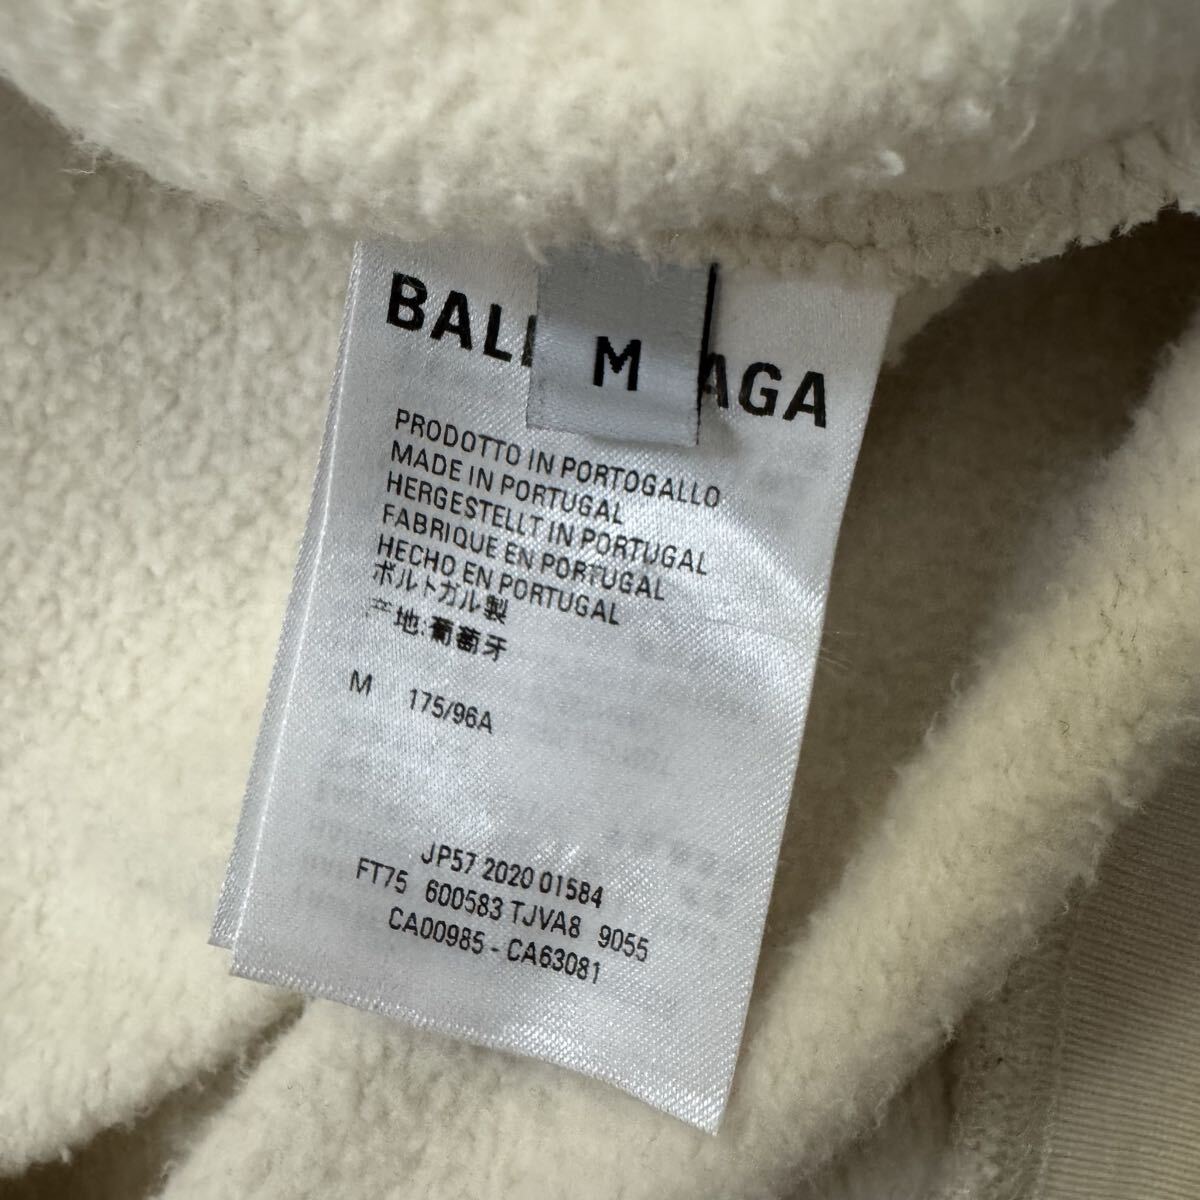 BAL AGA
M
PRODOTTO IN PORTOGALLO
MADE IN PORTUGAL
HERGESTELLT IN PORTUGAL
FABRIQUE EN PORTUGAL
HECHO EN PORTUGAL
ポルトガル製
产地:葡萄牙
M 175/96A
JP57 2020 01584
FT75 600583 TJVA8 9055
CA00985 - CA63081